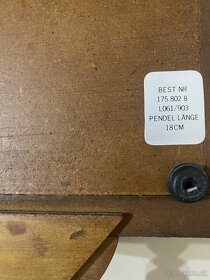 BEST NR
175.802 8
L061/903
PENDEL LÄNGE
18CM